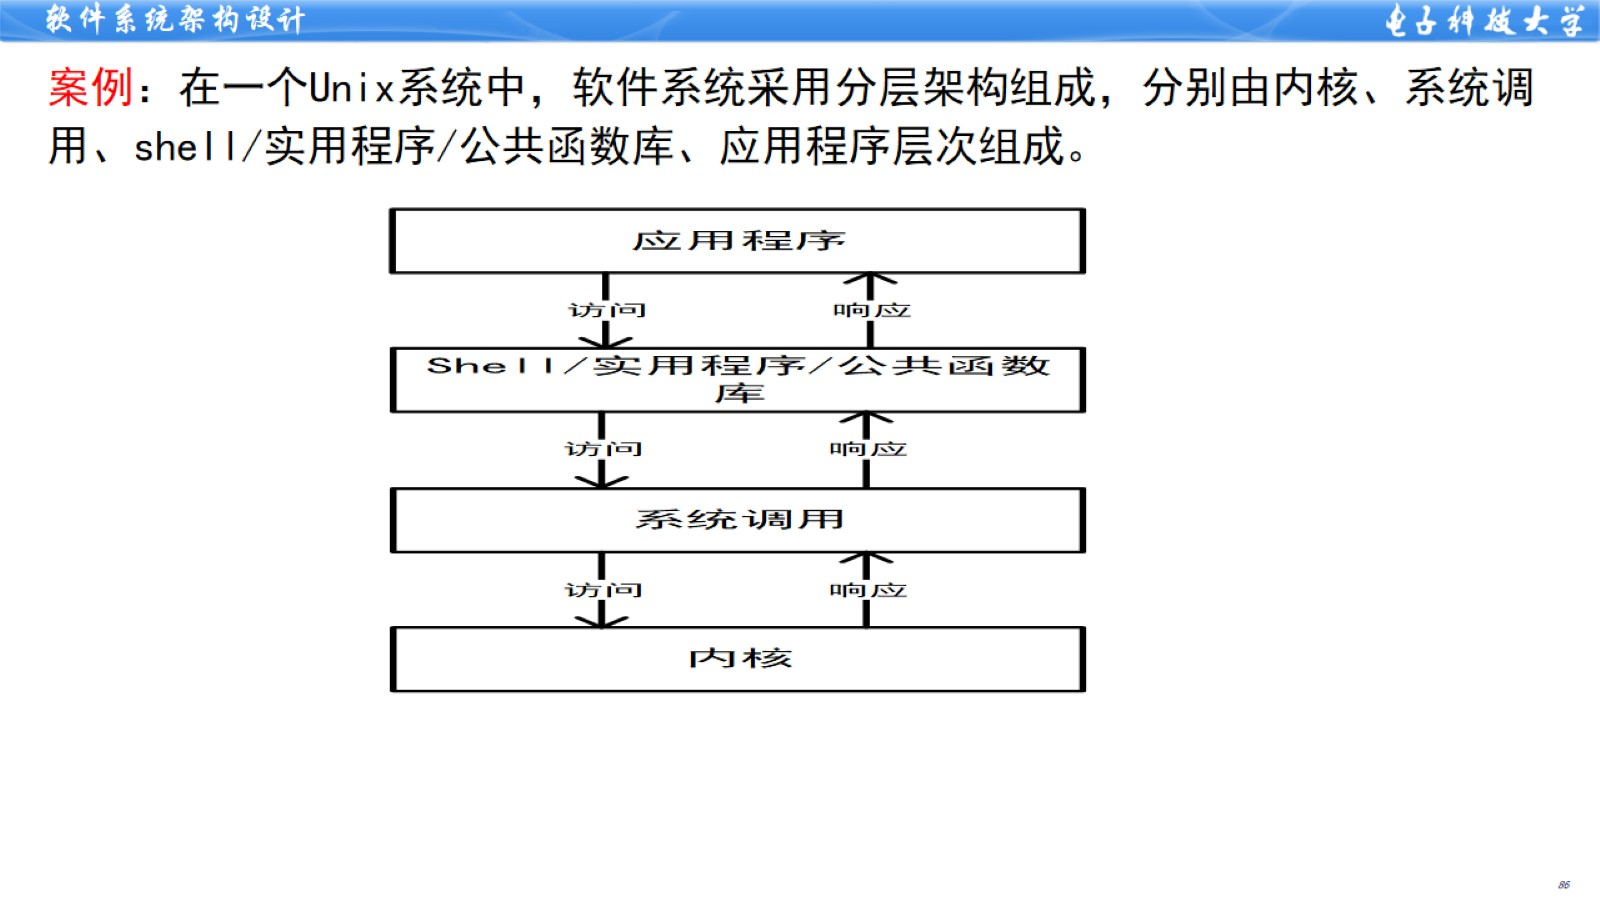 软件系统架构设计
电子科技大学
案例：在一个Unix系统中，软件系统采用分层架构组成，分别由内核、系统调
用、shell/实用程序/公共函数库、应用程序层次组成。
应用程序
访问
响应
Shell/实用程序/公共函数
库
访问
响应
系统调用
访问
响应
内核
86